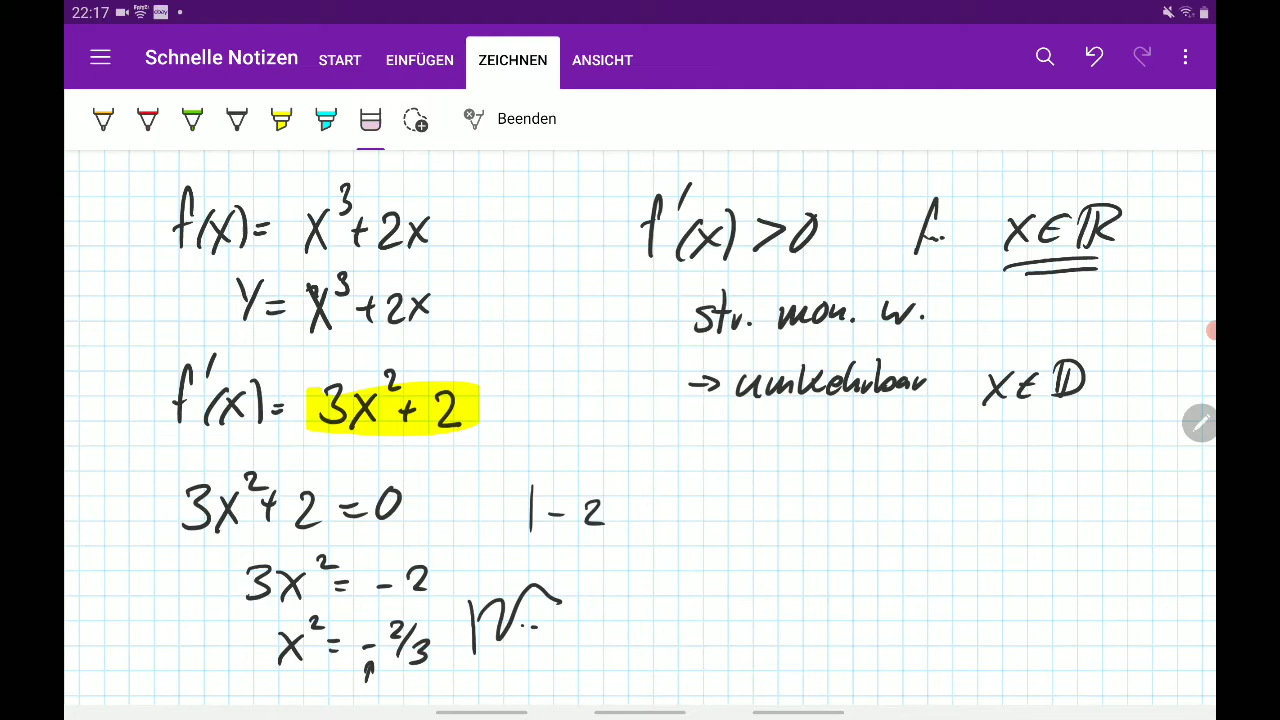 22:17
Schnelle Notizen START EINFÜGEN ZEICHNEN ANSICHT
Beenden
f(x) = x³ + 2x
y = x³ + 2x
f'(x) = 3x² + 2
3x² + 2 = 0 | - 2
3x² = - 2
x² = - 2/3 | √..
f'(x) > 0 f. x ∈ ℝ
str. mon. w.
→ umkehrbar x ∈ 𝔻